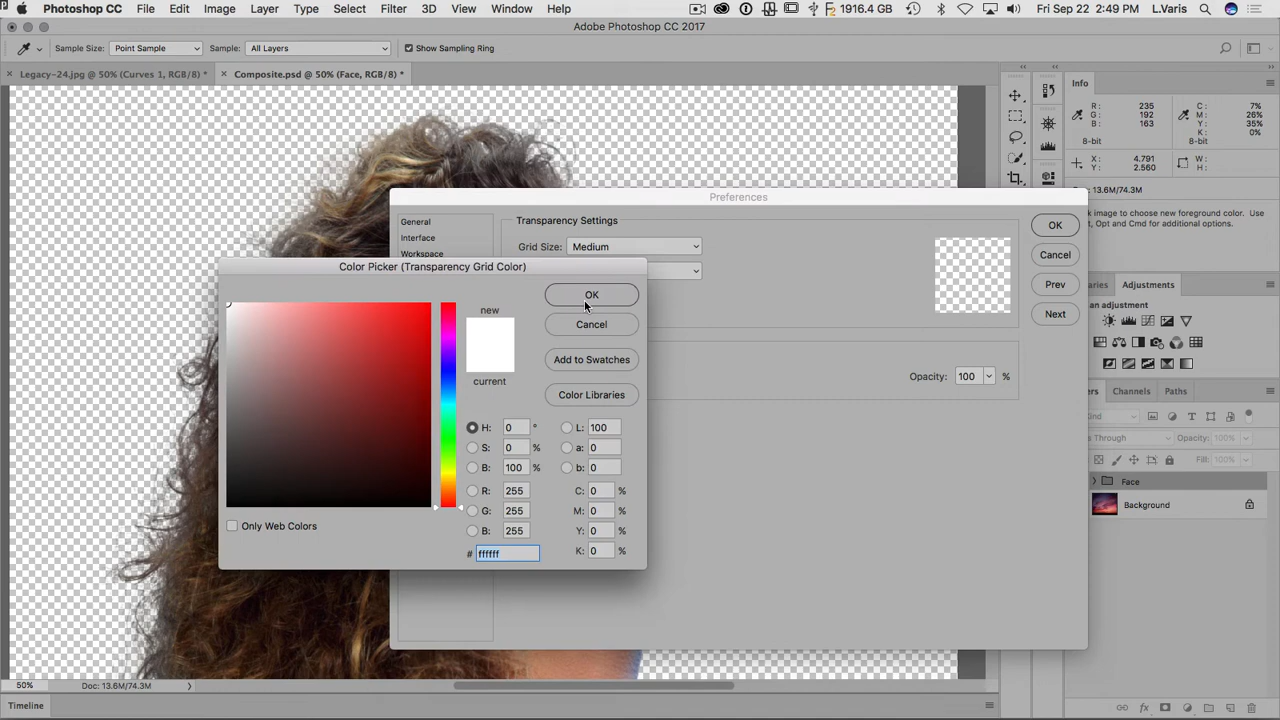 Photoshop CC File Edit Image Layer Type Select Filter 3D View Window Help 1916.4 G Fri Sep 22 2:49 PM L.Varis
Adobe Photoshop CC 2017
Sample Size: Point Sample Sample: All Layers Show Sampling Ring
Legacy-24.jpg @ 50% (Curves 1, RGB/8) * Composite.psd @ 50% (Face, RGB/8) *
Info
R: 235 C: 7%
G: 192 M: 26%
B: 163 Y: 35%
K: 0%
8-bit 8-bit
X: 4.791 W:
Y: 2.560 H:
13.6M/74.3M
image to choose new foreground color. Use
, Opt and Cmd for additional options.
Preferences
General
Interface
Workspace
Transparency Settings
Grid Size: Medium
OK
Cancel
Prev
Next
Opacity: 100 %
Color Picker (Transparency Grid Color)
new
current
OK
Cancel
Add to Swatches
Color Libraries
H: 0 ° L: 100
S: 0 % a: 0
B: 100 % b: 0
R: 255 C: 0 %
G: 255 M: 0 %
B: 255 Y: 0 %
# ffffff K: 0 %
Only Web Colors
aries Adjustments
an adjustment
ers Channels Paths
Kind
Through Opacity: 100%
Fill: 100%
Face
Background
50% Doc: 13.6M/74.3M
Timeline